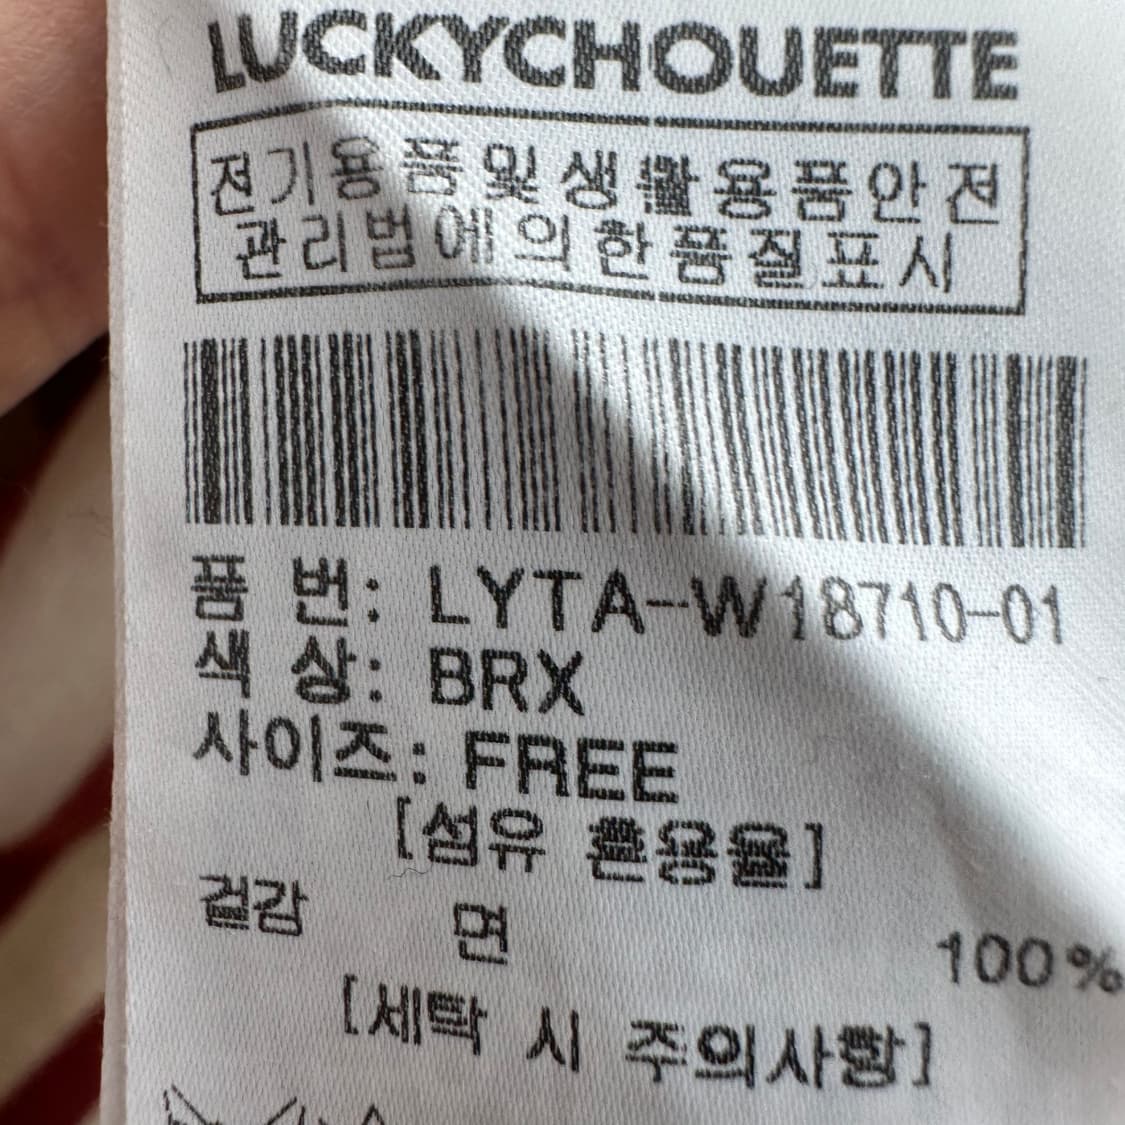 LUCKYCHOUETTE
전기용품및생활용품안전
관리법에의한품질표시
품 번: LYTA-W18710-01
색 상: BRX
사이즈: FREE
[섬유 혼용율]
겉감 면 100%
[세탁 시 주의사항]